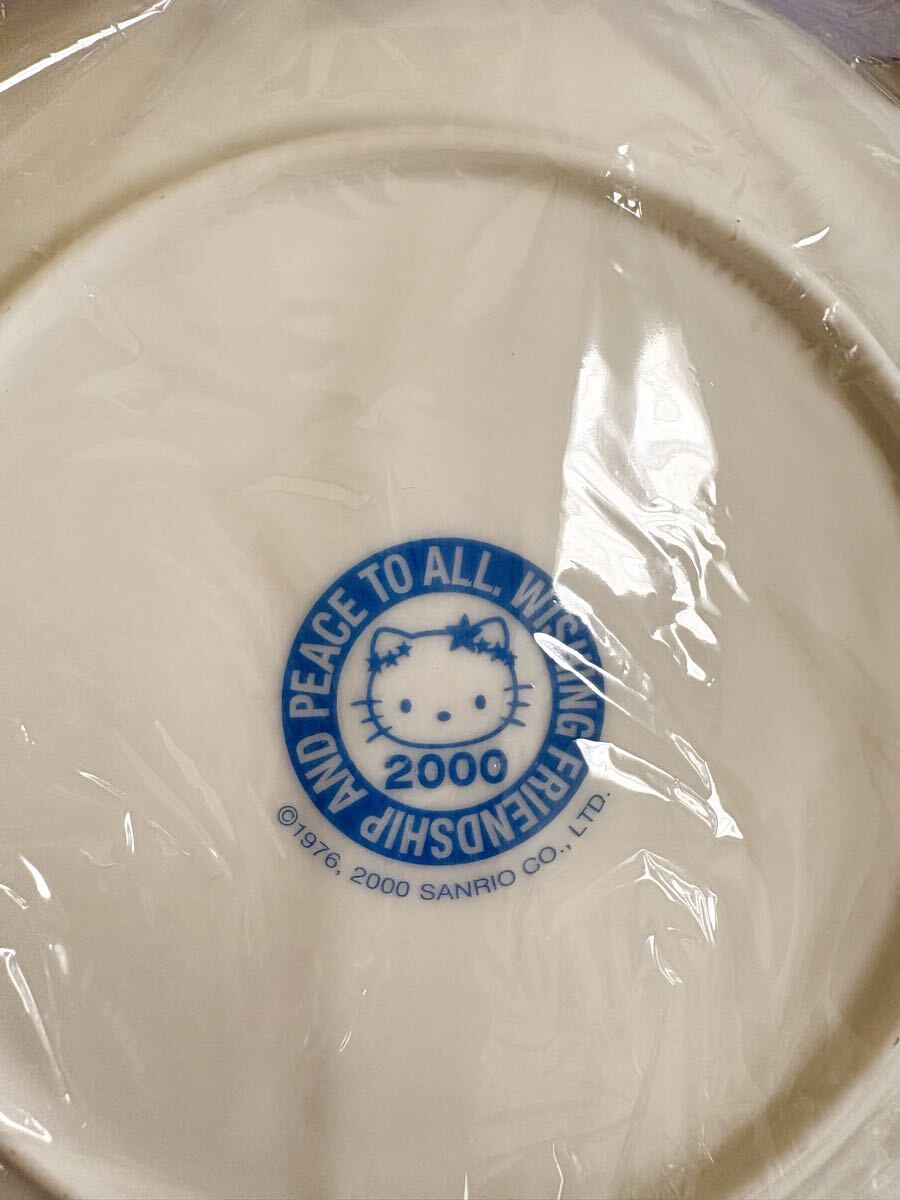 WISHING FRIENDSHIP AND PEACE TO ALL.
2000
©1976, 2000 SANRIO CO., LTD.